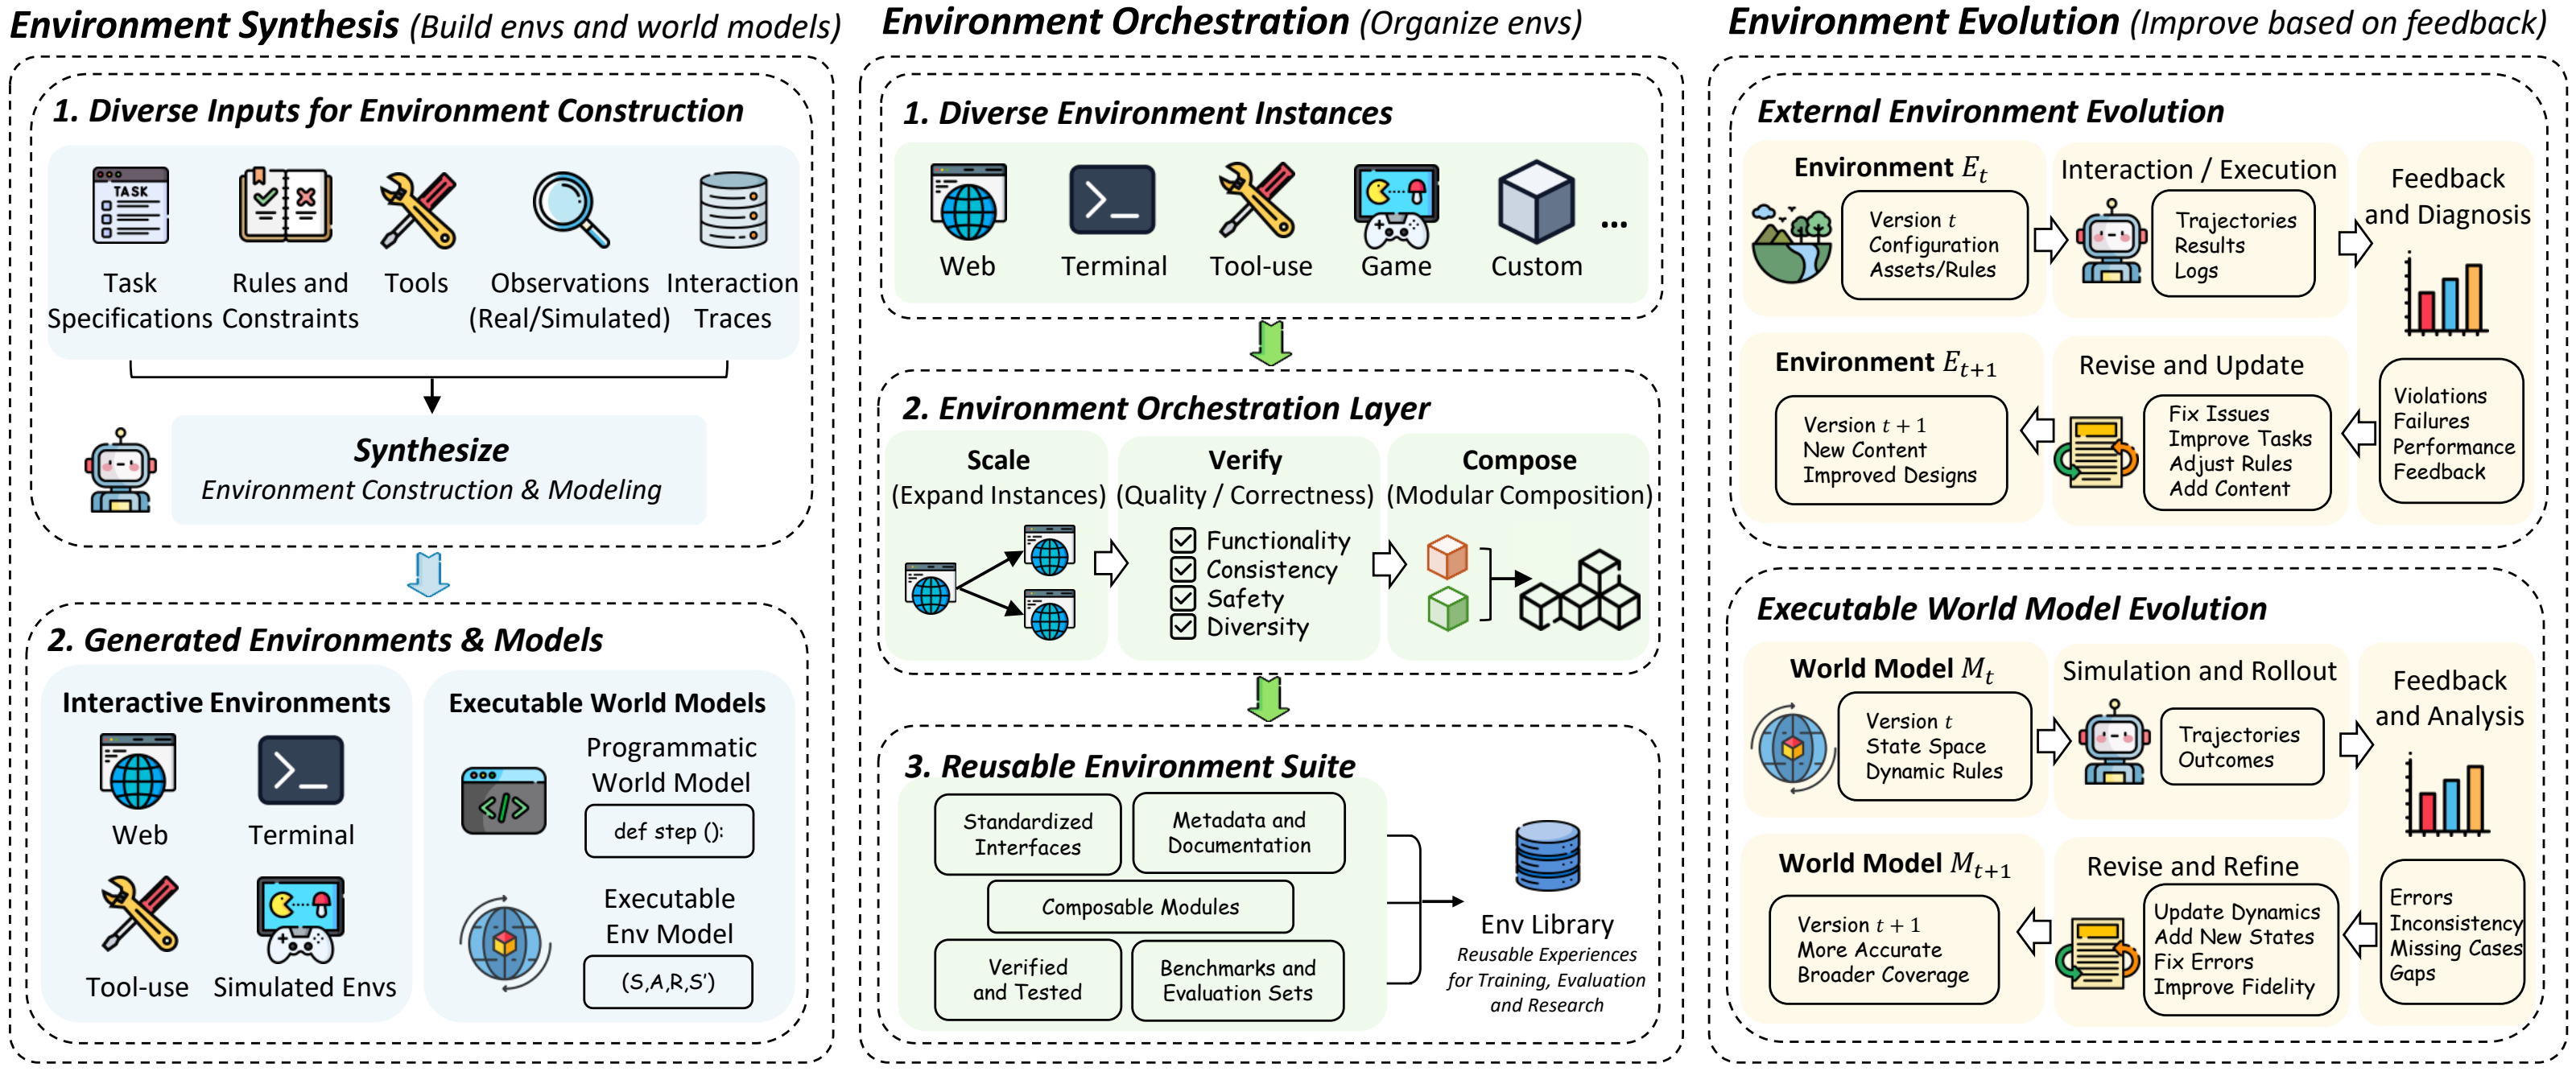 Environment Synthesis (Build envs and world models)
1. Diverse Inputs for Environment Construction
TASK
Task
Specifications
Rules and
Constraints
Tools
Observations
(Real/Simulated)
Interaction
Traces
Synthesize
Environment Construction & Modeling
2. Generated Environments & Models
Interactive Environments
Web
Terminal
Tool-use
Simulated Envs
Executable World Models
Programmatic
World Model
</>
def step ():
Executable
Env Model
(S,A,R,S')
Environment Orchestration (Organize envs)
1. Diverse Environment Instances
Web
Terminal
Tool-use
Game
Custom
...
2. Environment Orchestration Layer
Scale
(Expand Instances)
Verify
(Quality / Correctness)
Functionality
Consistency
Safety
Diversity
Compose
(Modular Composition)
3. Reusable Environment Suite
Standardized
Interfaces
Metadata and
Documentation
Composable Modules
Verified
and Tested
Benchmarks and
Evaluation Sets
Env Library
Reusable Experiences
for Training, Evaluation
and Research
Environment Evolution (Improve based on feedback)
External Environment Evolution
Environment E_t
Version t
Configuration
Assets/Rules
Interaction / Execution
Trajectories
Results
Logs
Feedback
and Diagnosis
Violations
Failures
Performance
Feedback
Revise and Update
Fix Issues
Improve Tasks
Adjust Rules
Add Content
Environment E_{t+1}
Version t + 1
New Content
Improved Designs
Executable World Model Evolution
World Model M_t
Version t
State Space
Dynamic Rules
Simulation and Rollout
Trajectories
Outcomes
Feedback
and Analysis
Errors
Inconsistency
Missing Cases
Gaps
Revise and Refine
Update Dynamics
Add New States
Fix Errors
Improve Fidelity
World Model M_{t+1}
Version t + 1
More Accurate
Broader Coverage